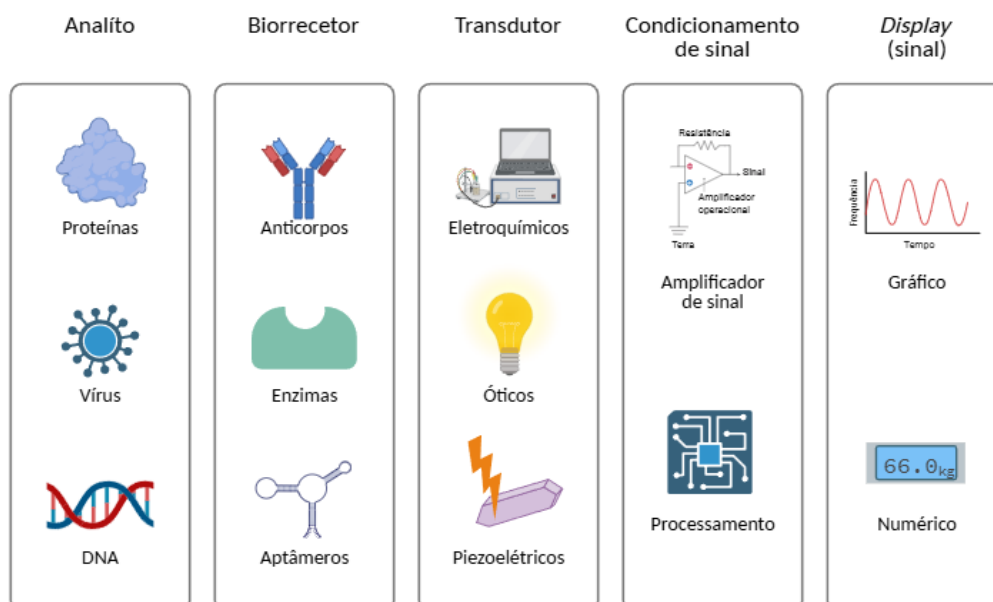 Analíto
Biorrecetor
Transdutor
Condicionamento
de sinal
Display
(sinal)
Proteínas
Vírus
DNA
Anticorpos
Enzimas
Aptâmeros
Eletroquímicos
Óticos
Piezoelétricos
Resistência
Sinal
Amplificador
operacional
Terra
Amplificador
de sinal
Processamento
Frequência
Tempo
Gráfico
66.0kg
Numérico